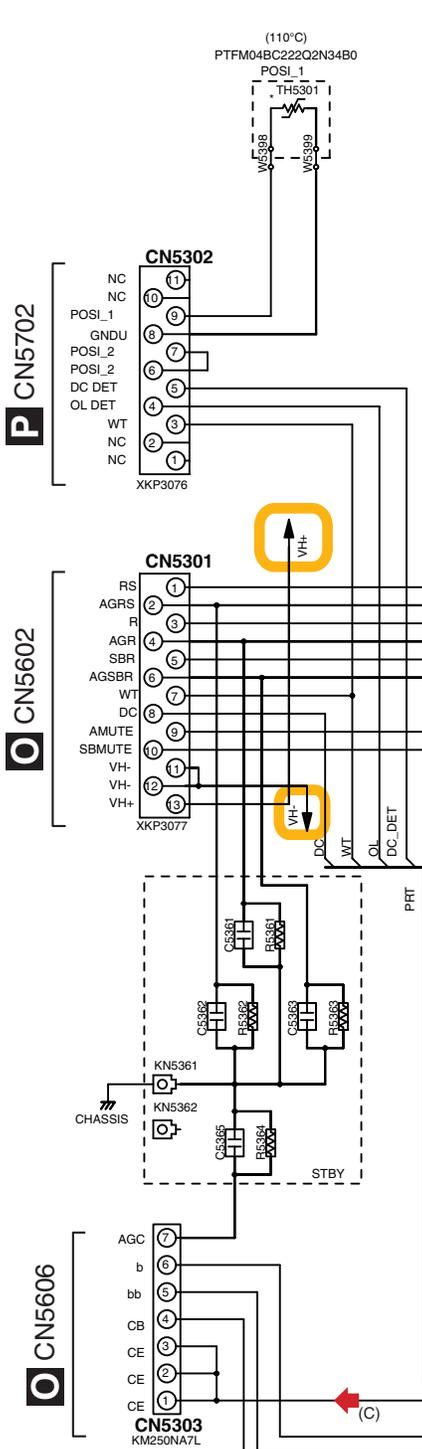 (110°C)
PTFM04BC222Q2N34B0
POSI_1
* TH5301
W5398
W5399
CN5302
P CN5702
NC 11
NC 10
POSI_1 9
GNDU 8
POSI_2 7
POSI_2 6
DC DET 5
OL DET 4
WT 3
NC 2
NC 1
XKP3076
VH+
CN5301
O CN5602
RS 1
AGRS 2
R 3
AGR 4
SBR 5
AGSBR 6
WT 7
DC 8
AMUTE 9
SBMUTE 10
VH- 11
VH- 12
VH+ 13
XKP3077
VH-
DC
WT
OL
DC_DET
PRT
C5361
R5361
C5362
R5362
C5363
R5363
KN5361
CHASSIS
KN5362
C5365
R5364
STBY
O CN5606
AGC 7
b 6
bb 5
CB 4
CE 3
CE 2
CE 1
(C)
CN5303
KM250NA7L